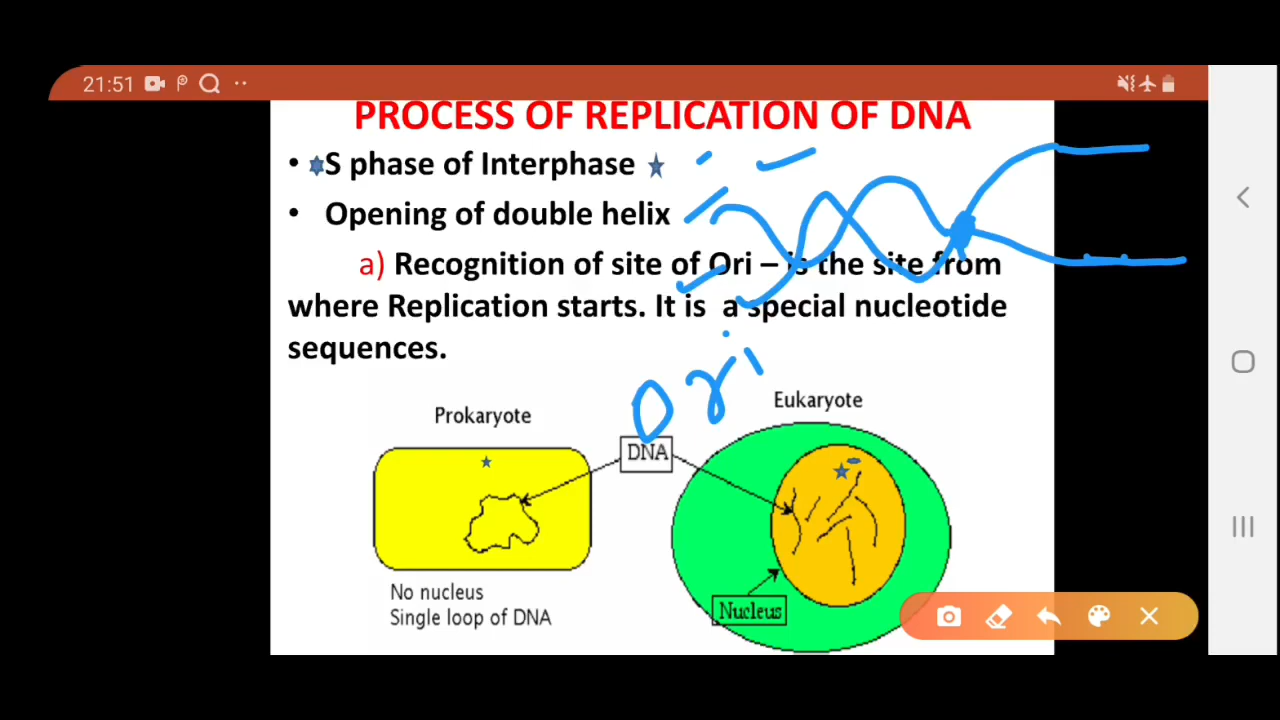 21:51
PROCESS OF REPLICATION OF DNA
• S phase of Interphase
• Opening of double helix
a) Recognition of site of Ori – is the site from
where Replication starts. It is a special nucleotide
sequences.
ori
Prokaryote
Eukaryote
DNA
No nucleus
Single loop of DNA
Nucleus